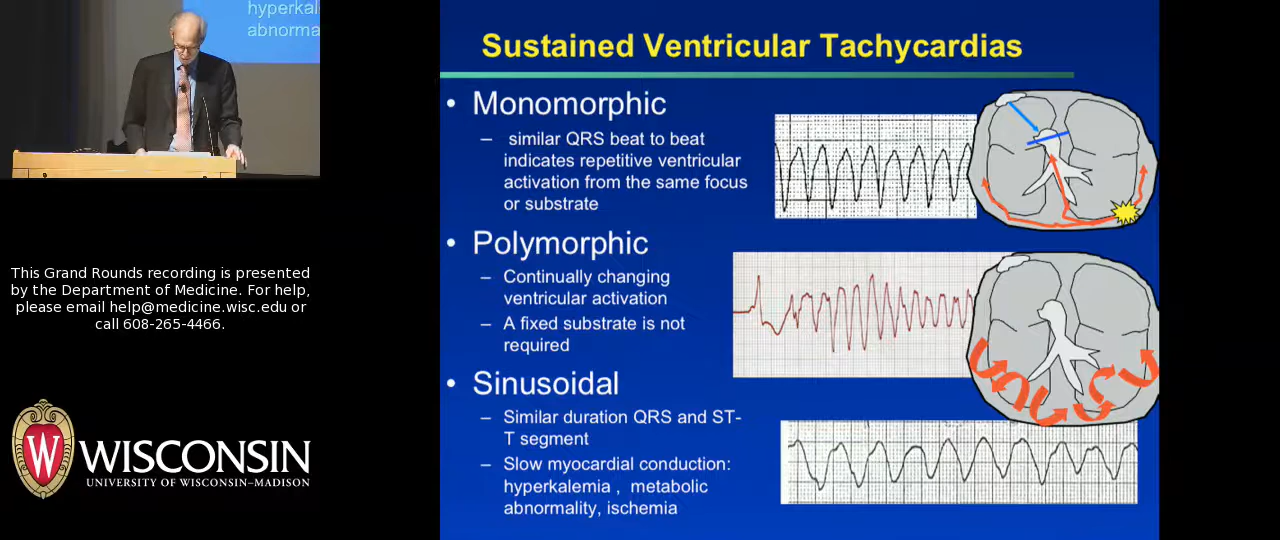 hyperkal
abnorma
This Grand Rounds recording is presented
by the Department of Medicine. For help,
please email help@medicine.wisc.edu or
call 608-265-4466.
W
WISCONSIN
UNIVERSITY OF WISCONSIN–MADISON
Sustained Ventricular Tachycardias
• Monomorphic
– similar QRS beat to beat
indicates repetitive ventricular
activation from the same focus
or substrate
• Polymorphic
– Continually changing
ventricular activation
– A fixed substrate is not
required
• Sinusoidal
– Similar duration QRS and ST-
T segment
– Slow myocardial conduction:
hyperkalemia , metabolic
abnormality, ischemia